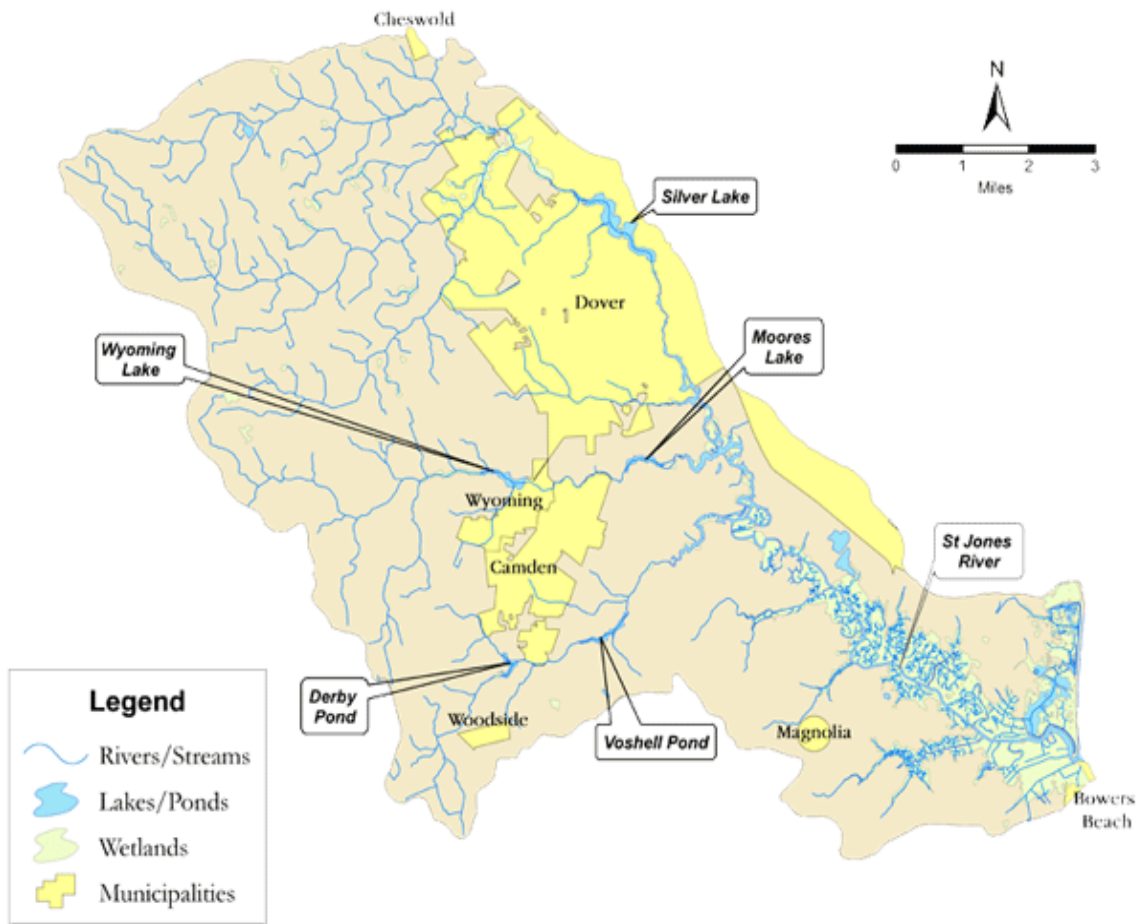 Cheswold
N
0 1 2 3
Miles
Silver Lake
Dover
Wyoming
Lake
Moores
Lake
Wyoming
St Jones
River
Camden
Derby
Pond
Woodside
Voshell Pond
Magnolia
Bowers
Beach
Legend
Rivers/Streams
Lakes/Ponds
Wetlands
Municipalities